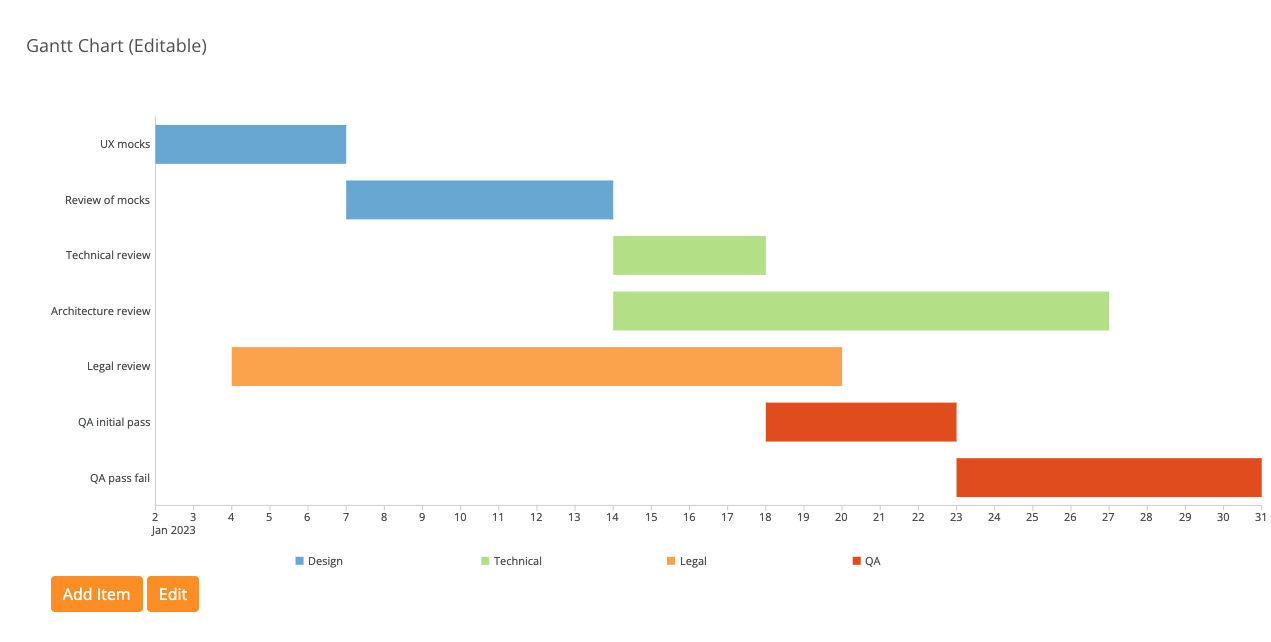 Gantt Chart (Editable)
UX mocks
Review of mocks
Technical review
Architecture review
Legal review
QA initial pass
QA pass fail
2 3 4 5 6 7 8 9 10 11 12 13 14 15 16 17 18 19 20 21 22 23 24 25 26 27 28 29 30 31
Jan 2023
Design Technical Legal QA
Add Item Edit